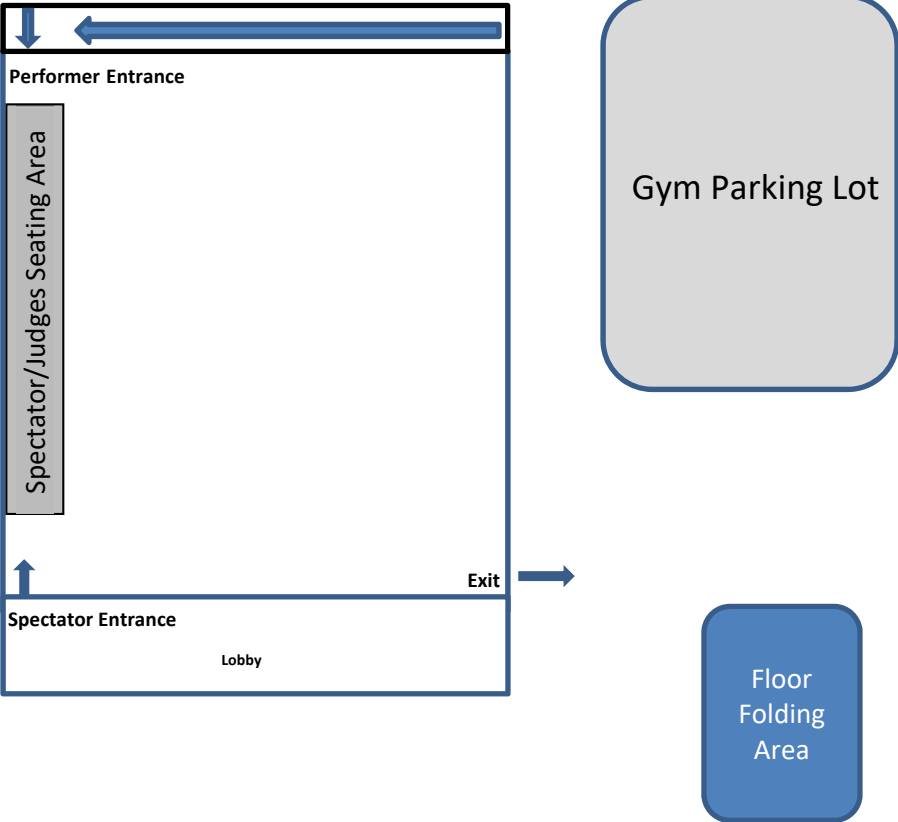 Performer Entrance
Spectator/Judges Seating Area
Gym Parking Lot
Exit
Spectator Entrance
Lobby
Floor
Folding
Area